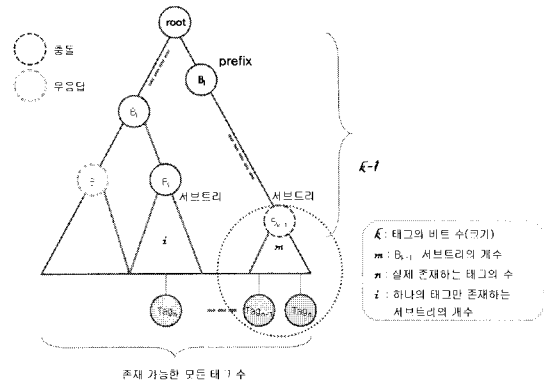 root
충돌
무응답
prefix
B₁
B₁
서브트리
서브트리
k-1
i
m
k : 태그의 비트 수(크기)
m : Bₖ₋₁ 서브트리의 개수
n : 실제 존재하는 태그의 수
i : 하나의 태그만 존재하는
서브트리의 개수
Tagₙ
존재 가능한 모든 태그 수